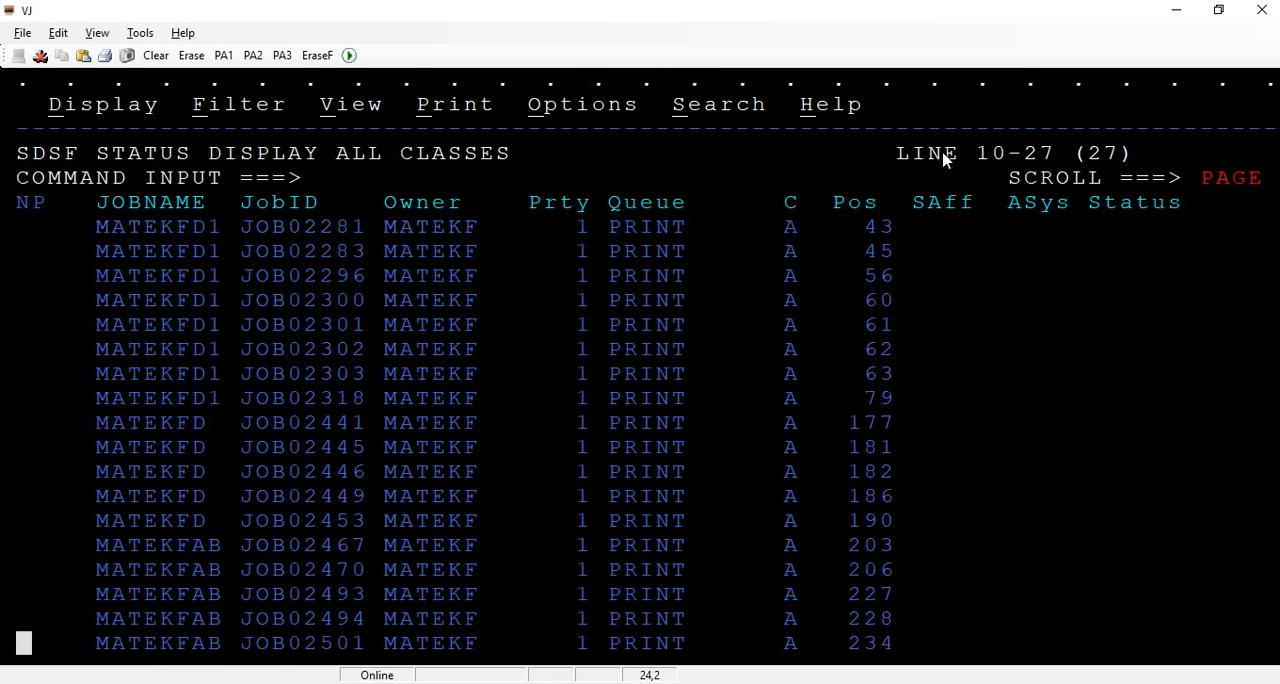 VJ
File Edit View Tools Help
Clear Erase PA1 PA2 PA3 EraseF
Display Filter View Print Options Search Help
SDSF STATUS DISPLAY ALL CLASSES LINE 10-27 (27)
COMMAND INPUT ===> SCROLL ===> PAGE
NP JOBNAME JobID Owner Prty Queue C Pos SAff ASys Status
MATEKFD1 JOB02281 MATEKF 1 PRINT A 43
MATEKFD1 JOB02283 MATEKF 1 PRINT A 45
MATEKFD1 JOB02296 MATEKF 1 PRINT A 56
MATEKFD1 JOB02300 MATEKF 1 PRINT A 60
MATEKFD1 JOB02301 MATEKF 1 PRINT A 61
MATEKFD1 JOB02302 MATEKF 1 PRINT A 62
MATEKFD1 JOB02303 MATEKF 1 PRINT A 63
MATEKFD1 JOB02318 MATEKF 1 PRINT A 79
MATEKFD JOB02441 MATEKF 1 PRINT A 177
MATEKFD JOB02445 MATEKF 1 PRINT A 181
MATEKFD JOB02446 MATEKF 1 PRINT A 182
MATEKFD JOB02449 MATEKF 1 PRINT A 186
MATEKFD JOB02453 MATEKF 1 PRINT A 190
MATEKFAB JOB02467 MATEKF 1 PRINT A 203
MATEKFAB JOB02470 MATEKF 1 PRINT A 206
MATEKFAB JOB02493 MATEKF 1 PRINT A 227
MATEKFAB JOB02494 MATEKF 1 PRINT A 228
MATEKFAB JOB02501 MATEKF 1 PRINT A 234
Online 24,2